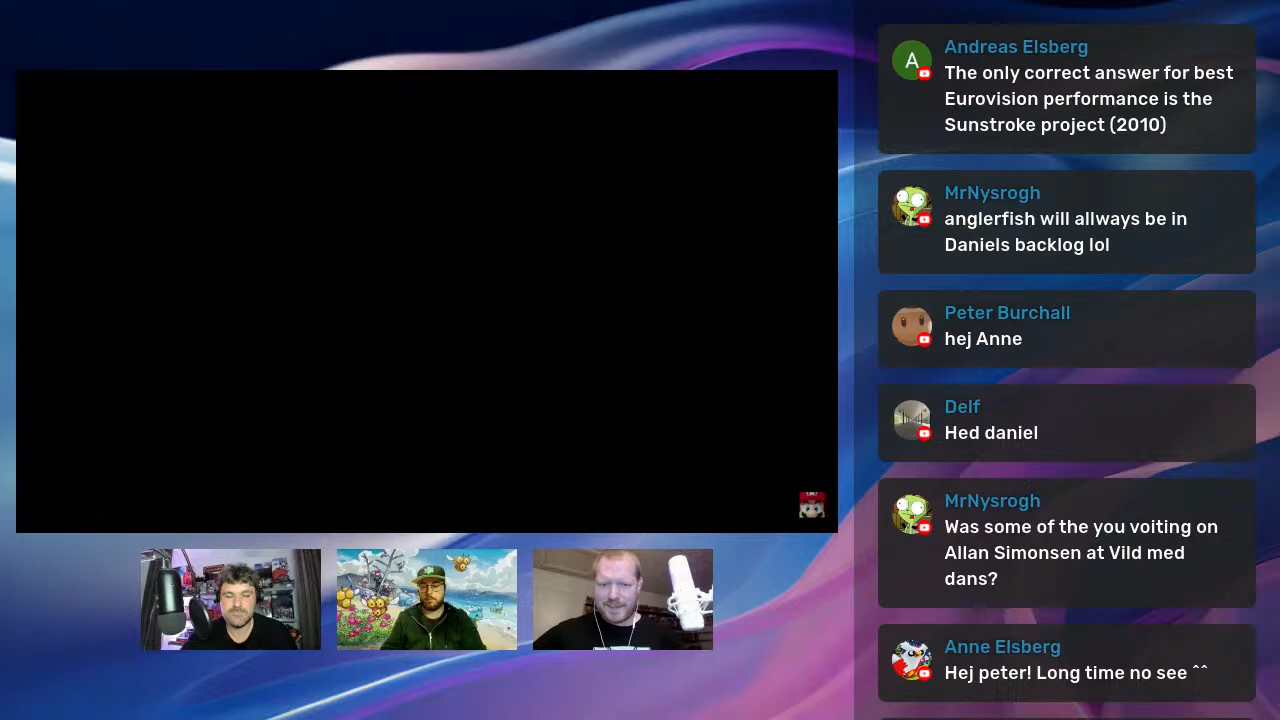 Andreas Elsberg
A
The only correct answer for best
Eurovision performance is the
Sunstroke project (2010)
MrNysrogh
anglerfish will allways be in
Daniels backlog lol
Peter Burchall
hej Anne
Delf
Hed daniel
MrNysrogh
Was some of the you voiting on
Allan Simonsen at Vild med
dans?
Anne Elsberg
Hej peter! Long time no see ^^